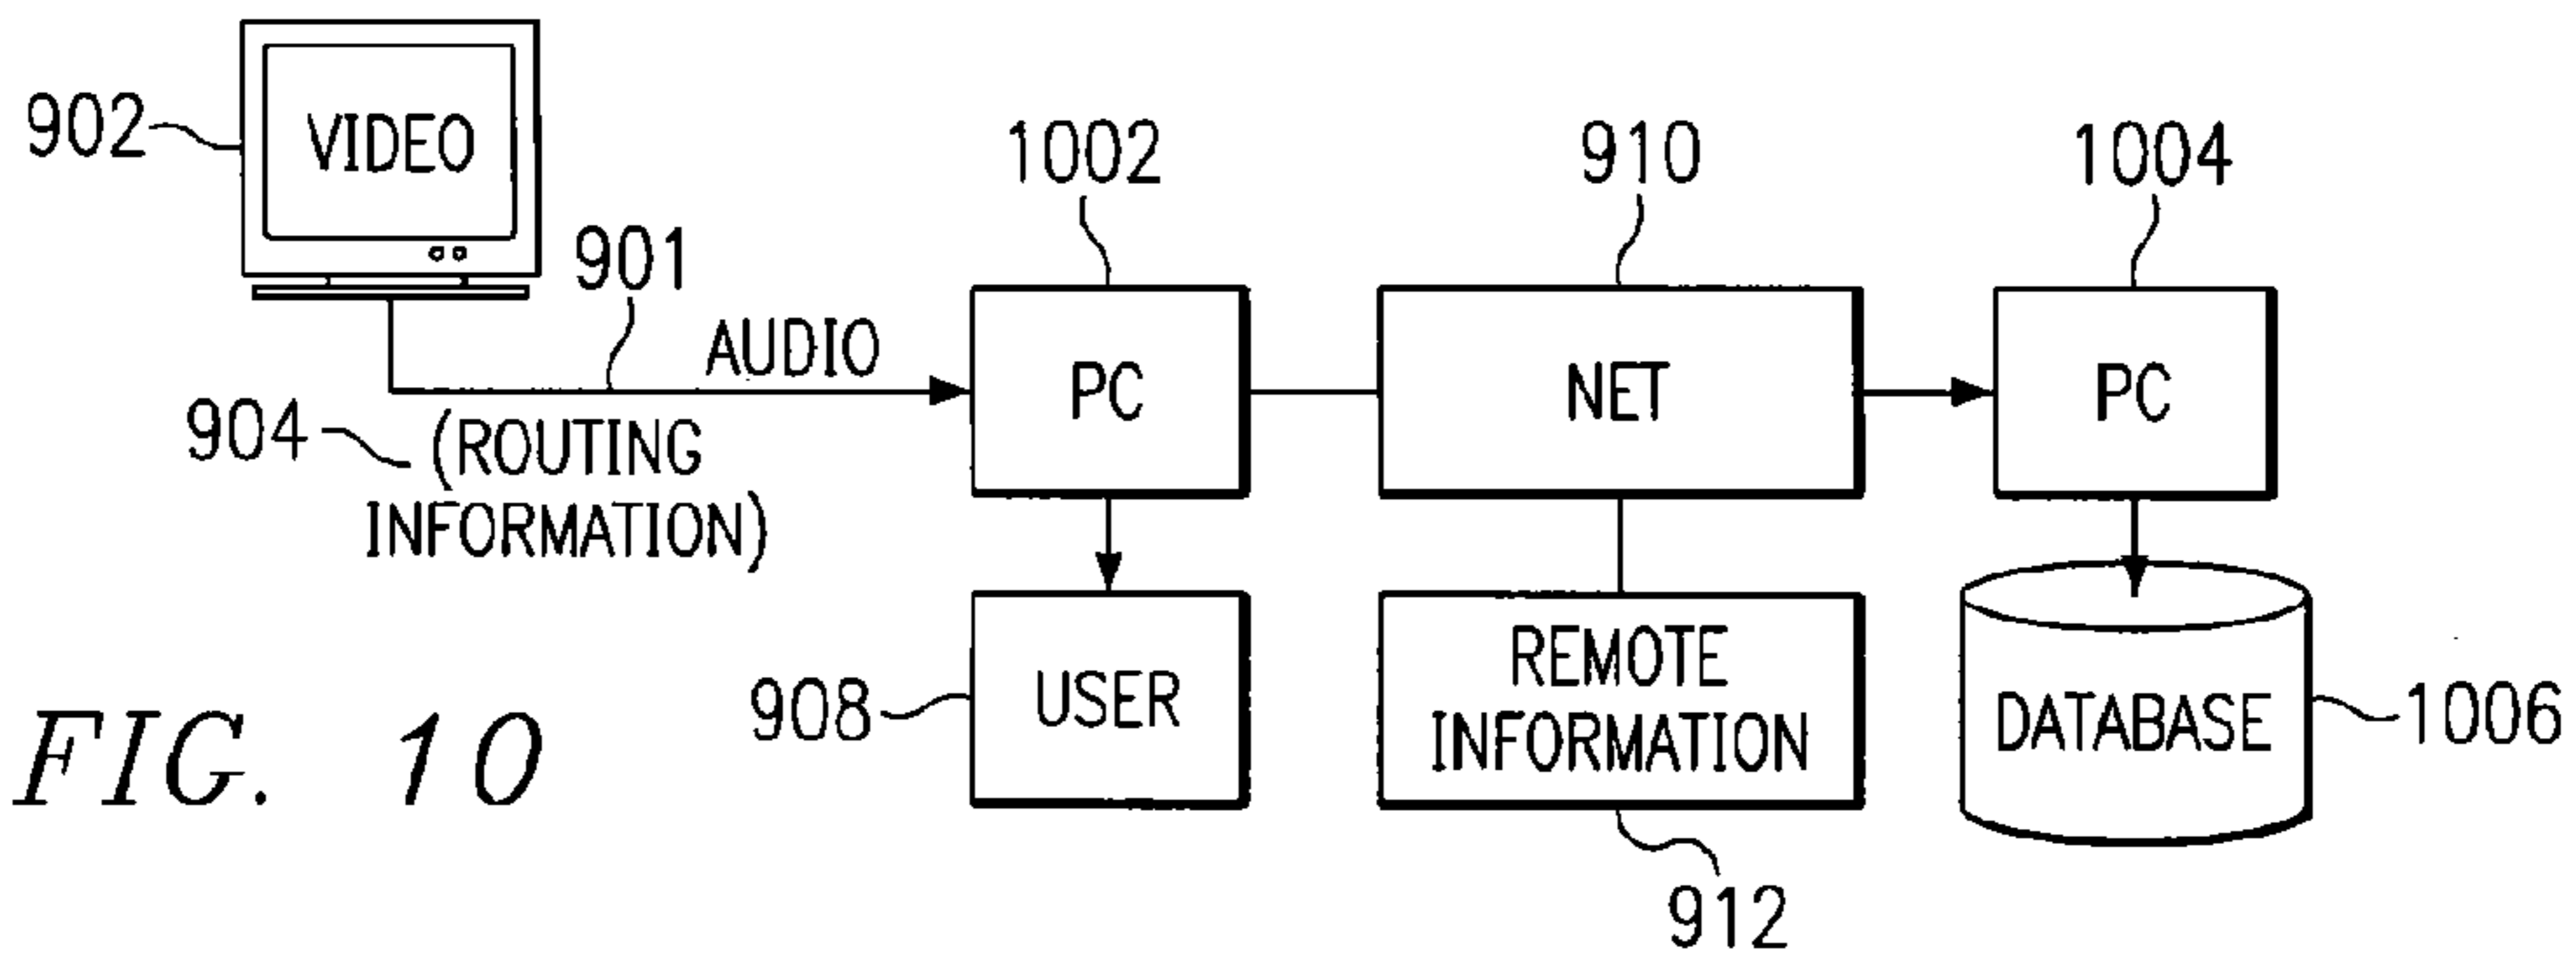 902
VIDEO
901
AUDIO
904
(ROUTING
INFORMATION)
1002
PC
910
NET
1004
PC
908
USER
REMOTE
INFORMATION
912
DATABASE
1006
FIG. 10